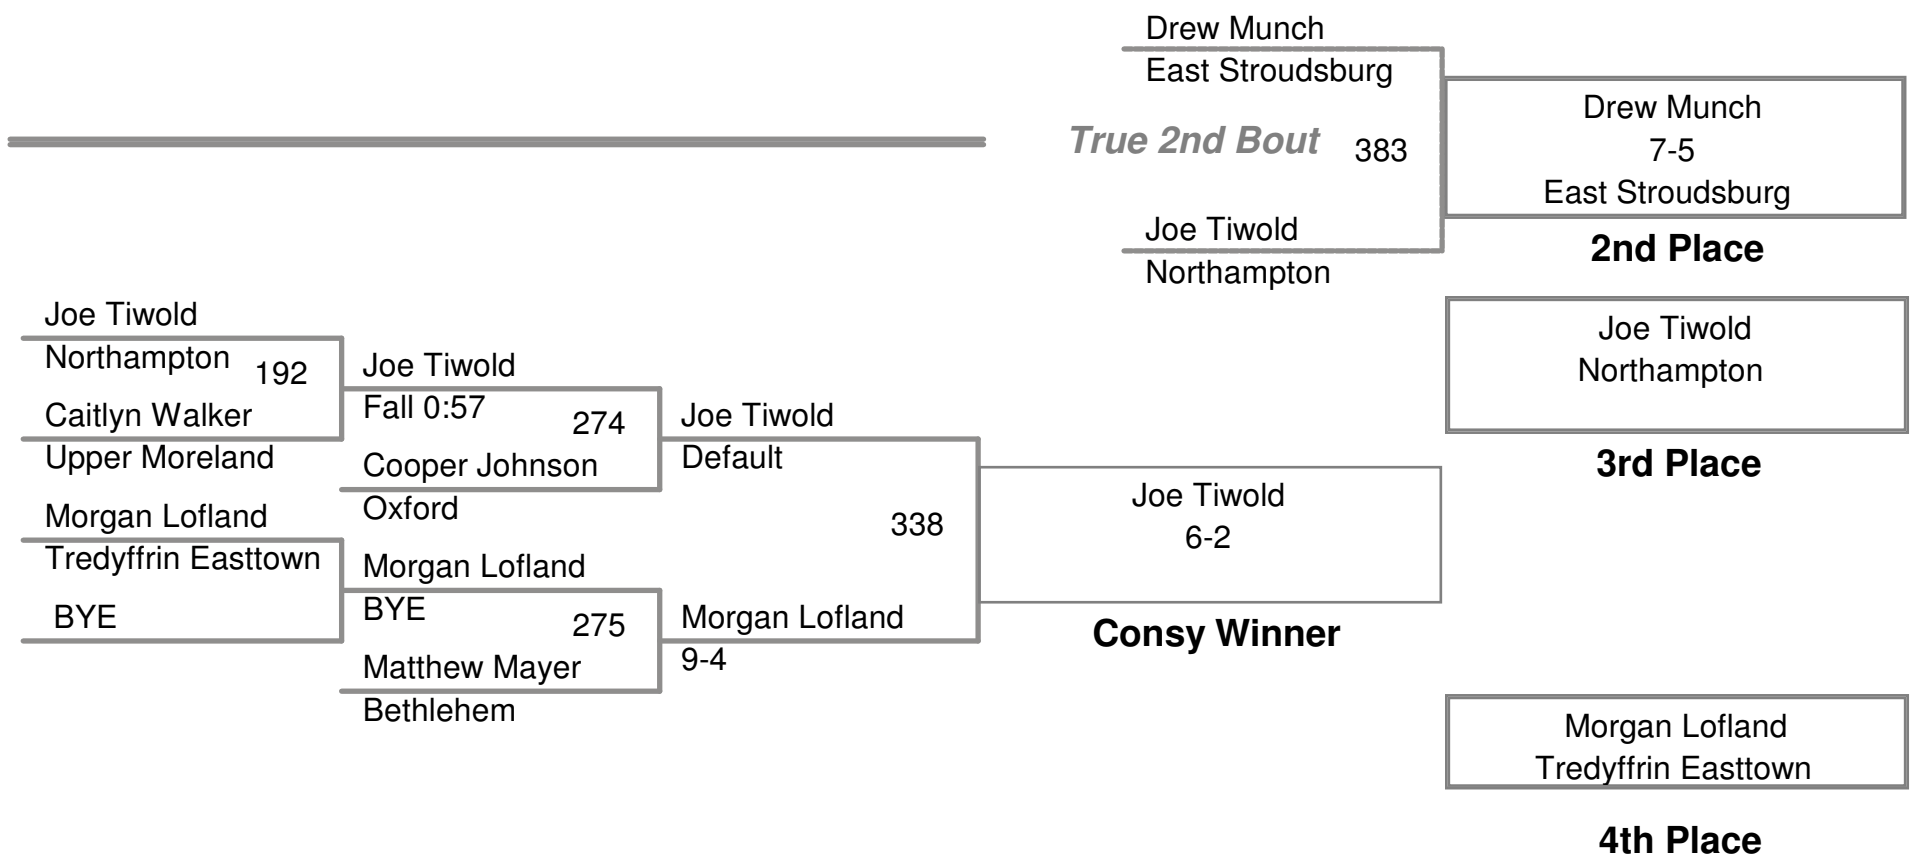 Drew Munch
East Stroudsburg
True 2nd Bout 383
Joe Tiwold
Northampton
Drew Munch
7-5
East Stroudsburg
2nd Place
Joe Tiwold
Northampton
3rd Place
Joe Tiwold
Northampton 192
Caitlyn Walker
Upper Moreland
Morgan Lofland
Tredyffrin Easttown
BYE
Joe Tiwold
Fall 0:57 274
Cooper Johnson
Oxford
Morgan Lofland
BYE 275
Matthew Mayer
Bethlehem
Joe Tiwold
Default
338
Morgan Lofland
9-4
Joe Tiwold
6-2
Consy Winner
Morgan Lofland
Tredyffrin Easttown
4th Place